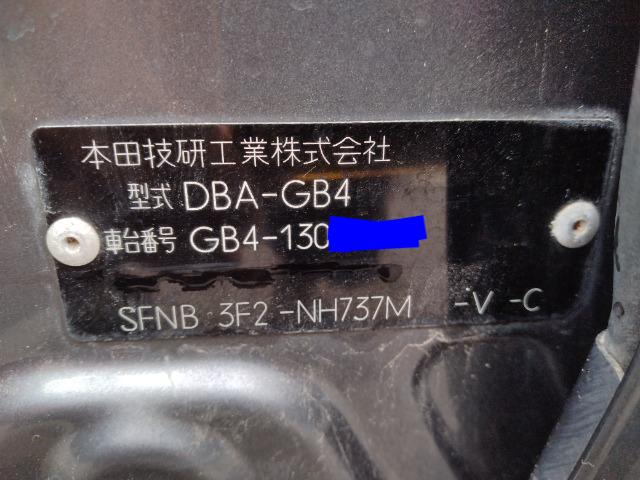 本田技研工業株式会社
型式 DBA-GB4
車台番号 GB4-130
SFNB 3F2 -NH737M -V -C